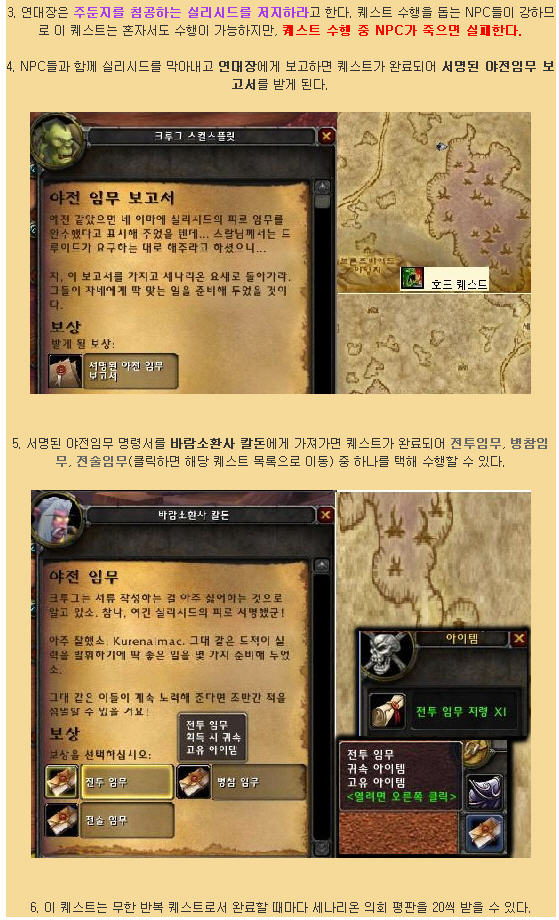 3. 연대장은 주둔지를 침공하는 실리시드를 저지하라고 한다. 퀘스트 수행을 돕는 NPC들이 강하므
로 이 퀘스트는 혼자서도 수행이 가능하지만, 퀘스트 수행 중 NPC가 죽으면 실패한다.
4. NPC들과 함께 실리시드를 막아내고 연대장에게 보고하면 퀘스트가 완료되어 서명된 야전임무 보
고서를 받게 된다.
크루그 스컬스플릿
야전 임무 보고서
예전 같았으면 네 이마에 실리시드의 피로 임무를
완수했다고 표시해 주었을 텐데... 스랄님께서는 드
루이드가 요구하는 대로 해주라고 하셨으니...
자, 이 보고서를 가지고 세나리온 요새로 돌아가라.
그들이 자네에게 딱 맞는 일을 준비해 두었을 것이
다.
보상
받게 될 보상:
서명된 야전 임무
보고서
브론즈비어드
야영지
호드 퀘스트
5. 서명된 야전임무 명령서를 바람소환사 칼돈에게 가져가면 퀘스트가 완료되어 전투임무, 병참임
무, 전술임무(클릭하면 해당 퀘스트 목록으로 이동) 중 하나를 택해 수행할 수 있다.
바람소환사 칼돈
야전 임무
크루그는 서류 작성하는 걸 아주 싫어하는 것으로
알고 있소. 참나, 여긴 실리시드의 피로 서명했군!
아주 잘했소, Kurenaimac. 그대 같은 도적이 실
력을 발휘하기에 딱 좋은 일을 몇 가지 준비해 두었
소.
그대 같은 이들이 계속 노력해 준다면 조만간 적을
섬멸할 수 있을 거요!
보상
보상을 선택하십시오:
전투 임무
획득 시 귀속
고유 아이템
전투 임무
병참 임무
전술 임무
아이템
전투 임무 지령 XI
전투 임무
귀속 아이템
고유 아이템
<열려면 오른쪽 클릭>
6. 이 퀘스트는 무한 반복 퀘스트로서 완료할 때마다 세나리온 의회 평판을 20씩 받을 수 있다.